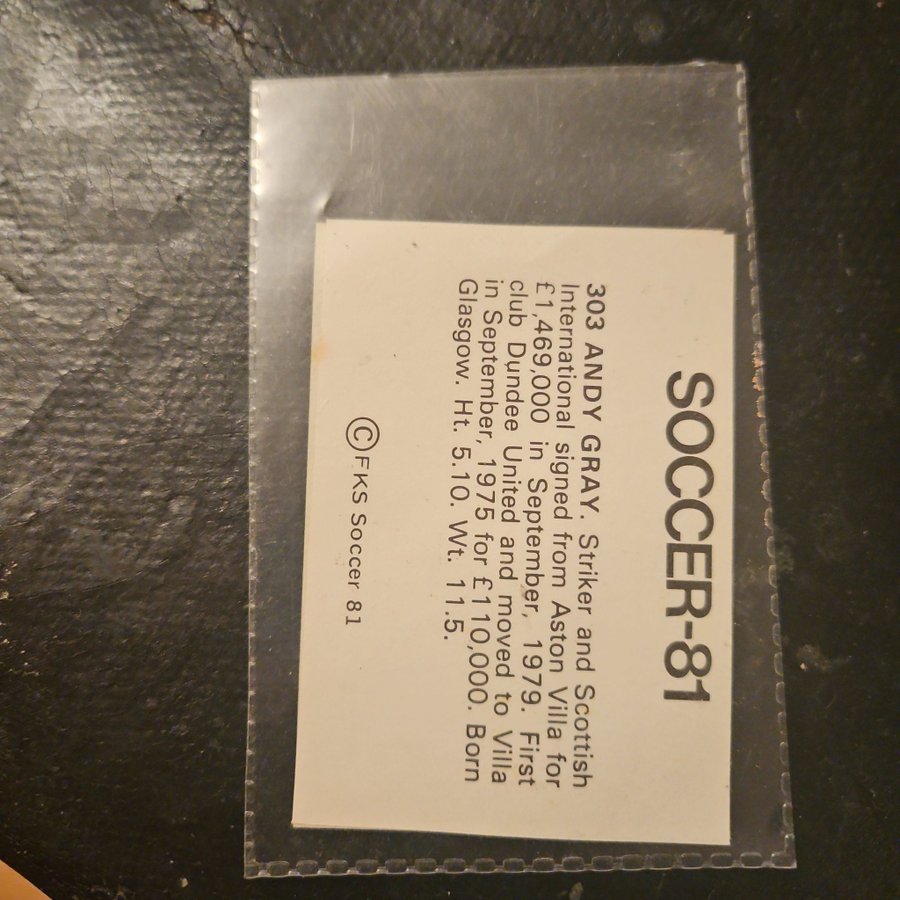 SOCCER-81
303 ANDY GRAY. Striker and Scottish
International signed from Aston Villa for
£1,469,000 in September, 1979. First
club Dundee United and moved to Villa
in September, 1975 for £110,000. Born
Glasgow. Ht. 5.10. Wt. 11.5.
©FKS Soccer 81